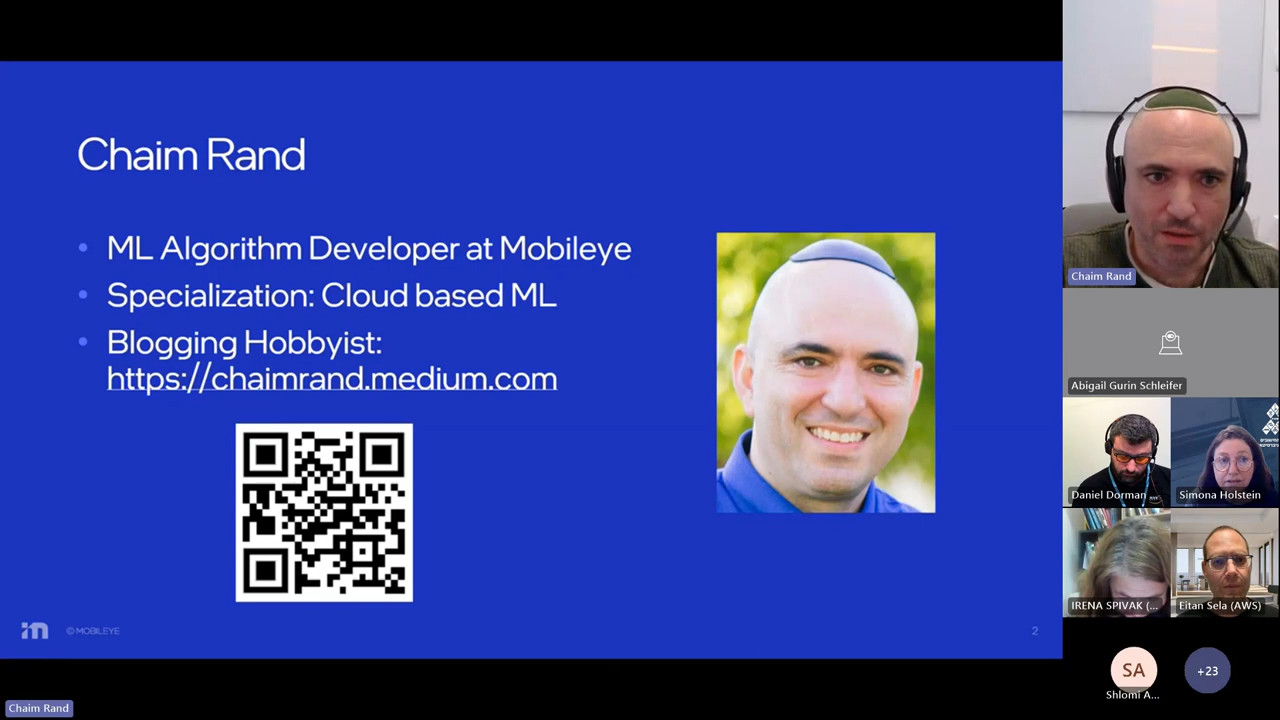 Chaim Rand
• ML Algorithm Developer at Mobileye
• Specialization: Cloud based ML
• Blogging Hobbyist:
https://chaimrand.medium.com
© MOBILEYE
2
Chaim Rand
Chaim Rand
Abigail Gurin Schleifer
Daniel Dorman
Simona Holstein
IRENA SPIVAK (...
Eitan Sela (AWS)
SA
Shlomi A...
+23